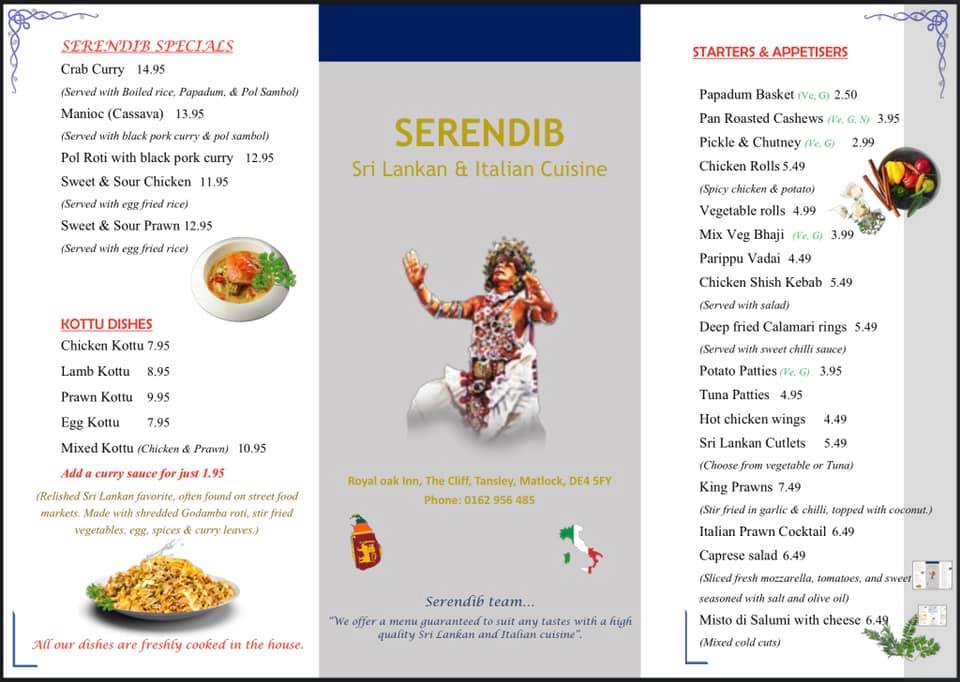 SERENDIB SPECIALS
Crab Curry 14.95
(Served with Boiled rice, Papadum, & Pol Sambol)
Manioc (Cassava) 13.95
(Served with black pork curry & pol sambol)
Pol Roti with black pork curry 12.95
Sweet & Sour Chicken 11.95
(Served with egg fried rice)
Sweet & Sour Prawn 12.95
(Served with egg fried rice)
KOTTU DISHES
Chicken Kottu 7.95
Lamb Kottu 8.95
Prawn Kottu 9.95
Egg Kottu 7.95
Mixed Kottu (Chicken & Prawn) 10.95
Add a curry sauce for just 1.95
(Relished Sri Lankan favorite, often found on street food
markets. Made with shredded Godamba roti, stir fried
vegetables, egg, spices & curry leaves.)
All our dishes are freshly cooked in the house.
SERENDIB
Sri Lankan & Italian Cuisine
Royal oak Inn, The Cliff, Tansley, Matlock, DE4 5FY
Phone: 0162 956 485
Serendib team...
"We offer a menu guaranteed to suit any tastes with a high
quality Sri Lankan and Italian cuisine".
STARTERS & APPETISERS
Papadum Basket (Ve, G) 2.50
Pan Roasted Cashews (Ve, G, N) 3.95
Pickle & Chutney (Ve, G) 2.99
Chicken Rolls 5.49
(Spicy chicken & potato)
Vegetable rolls 4.99
Mix Veg Bhaji (Ve, G) 3.99
Parippu Vadai 4.49
Chicken Shish Kebab 5.49
(Served with salad)
Deep fried Calamari rings 5.49
(Served with sweet chilli sauce)
Potato Patties (Ve, G) 3.95
Tuna Patties 4.95
Hot chicken wings 4.49
Sri Lankan Cutlets 5.49
(Choose from vegetable or Tuna)
King Prawns 7.49
(Stir fried in garlic & chilli, topped with coconut.)
Italian Prawn Cocktail 6.49
Caprese salad 6.49
(Sliced fresh mozzarella, tomatoes, and sweet
seasoned with salt and olive oil)
Misto di Salumi with cheese 6.49
(Mixed cold cuts)